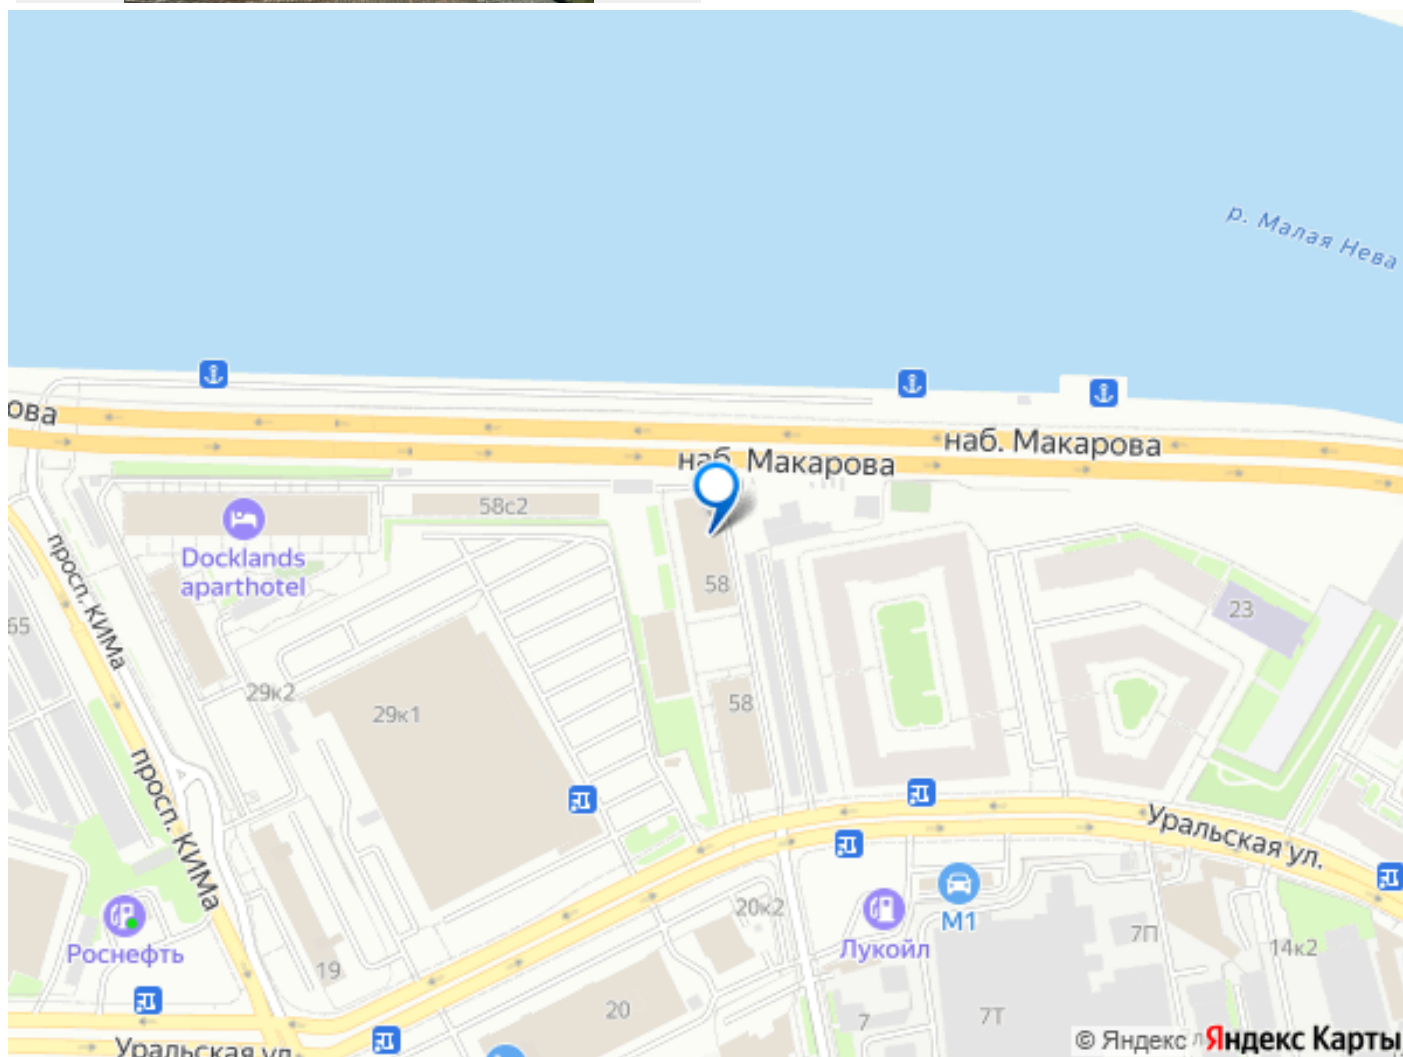 р. Малая Нева
ова
наб. Макарова
наб. Макарова
58с2
Docklands
aparthotel
просп. КИМа
65
58
23
29к2
29к1
58
просп. КИМа
Уральская ул.
М1
20к2
Лукойл
7П
14к2
Роснефть
19
20
7
7Т
Уральская ул.
© Яндекс
Яндекс Карты